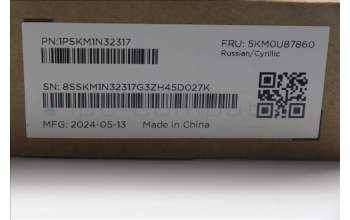 PN:1PSKM1N32317
FRU: 5KM0U87860
Russian/Cyrillic
SN: 8SSKM1N32317G3ZH45D027K
MFG: 2024-05-13 Made in China